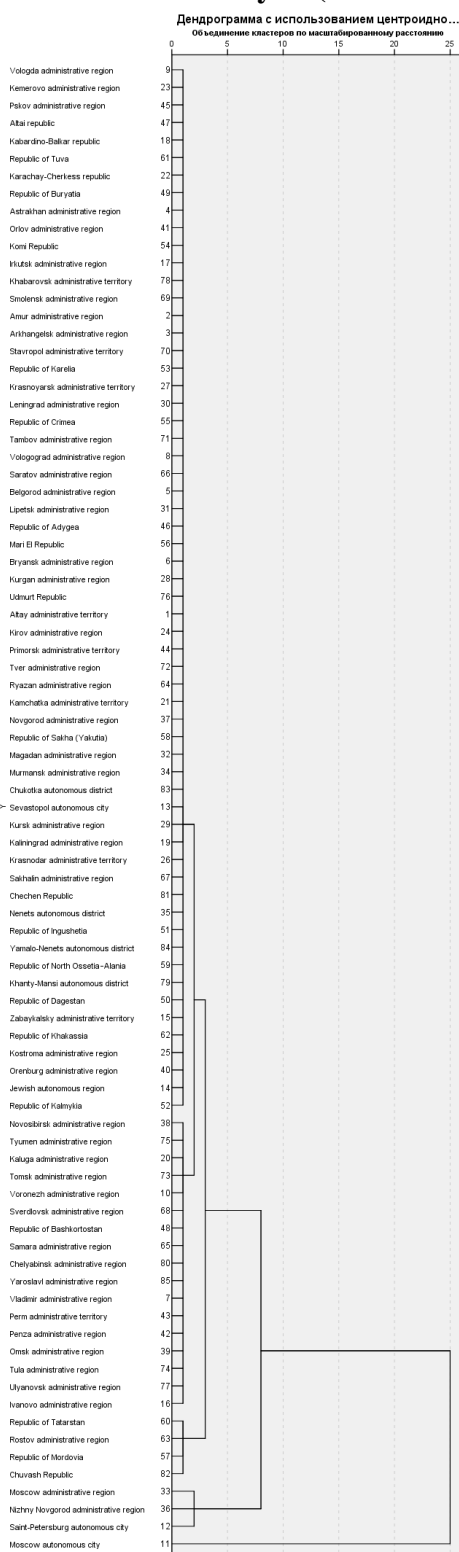 Дендрограмма с использованием центроидно…
Объединение кластеров по масштабированному расстоянию
0 5 10 15 20 25
Vologda administrative region 9
Kemerovo administrative region 23
Pskov administrative region 45
Altai republic 47
Kabardino-Balkar republic 18
Republic of Tuva 61
Karachay-Cherkess republic 22
Republic of Buryatia 49
Astrakhan administrative region 4
Orlov administrative region 41
Komi Republic 54
Irkutsk administrative region 17
Khabarovsk administrative territory 78
Smolensk administrative region 69
Amur administrative region 2
Arkhangelsk administrative region 3
Stavropol administrative territory 70
Republic of Karelia 53
Krasnoyarsk administrative territory 27
Leningrad administrative region 30
Republic of Crimea 55
Tambov administrative region 71
Vologograd administrative region 8
Saratov administrative region 66
Belgorod administrative region 5
Lipetsk administrative region 31
Republic of Adygea 46
Mari El Republic 56
Bryansk administrative region 6
Kurgan administrative region 28
Udmurt Republic 76
Altay administrative territory 1
Kirov administrative region 24
Primorsk administrative territory 44
Tver administrative region 72
Ryazan administrative region 64
Kamchatka administrative territory 21
Novgorod administrative region 37
Republic of Sakha (Yakutia) 58
Magadan administrative region 32
Murmansk administrative region 34
Chukotka autonomous district 83
Y
Sevastopol autonomous city 13
Kursk administrative region 29
Kaliningrad administrative region 19
Krasnodar administrative territory 26
Sakhalin administrative region 67
Chechen Republic 81
Nenets autonomous district 35
Republic of Ingushetia 51
Yamalo-Nenets autonomous district 84
Republic of North Ossetia-Alania 59
Khanty-Mansi autonomous district 79
Republic of Dagestan 50
Zabaykalsky administrative territory 15
Republic of Khakassia 62
Kostroma administrative region 25
Orenburg administrative region 40
Jewish autonomous region 14
Republic of Kalmykia 52
Novosibirsk administrative region 38
Tyumen administrative region 75
Kaluga administrative region 20
Tomsk administrative region 73
Voronezh administrative region 10
Sverdlovsk administrative region 68
Republic of Bashkortostan 48
Samara administrative region 65
Chelyabinsk administrative region 80
Yaroslavl administrative region 85
Vladimir administrative region 7
Perm administrative territory 43
Penza administrative region 42
Omsk administrative region 39
Tula administrative region 74
Ulyanovsk administrative region 77
Ivanovo administrative region 16
Republic of Tatarstan 60
Rostov administrative region 63
Republic of Mordovia 57
Chuvash Republic 82
Moscow administrative region 33
Nizhny Novgorod administrative region 36
Saint-Petersburg autonomous city 12
Moscow autonomous city 11